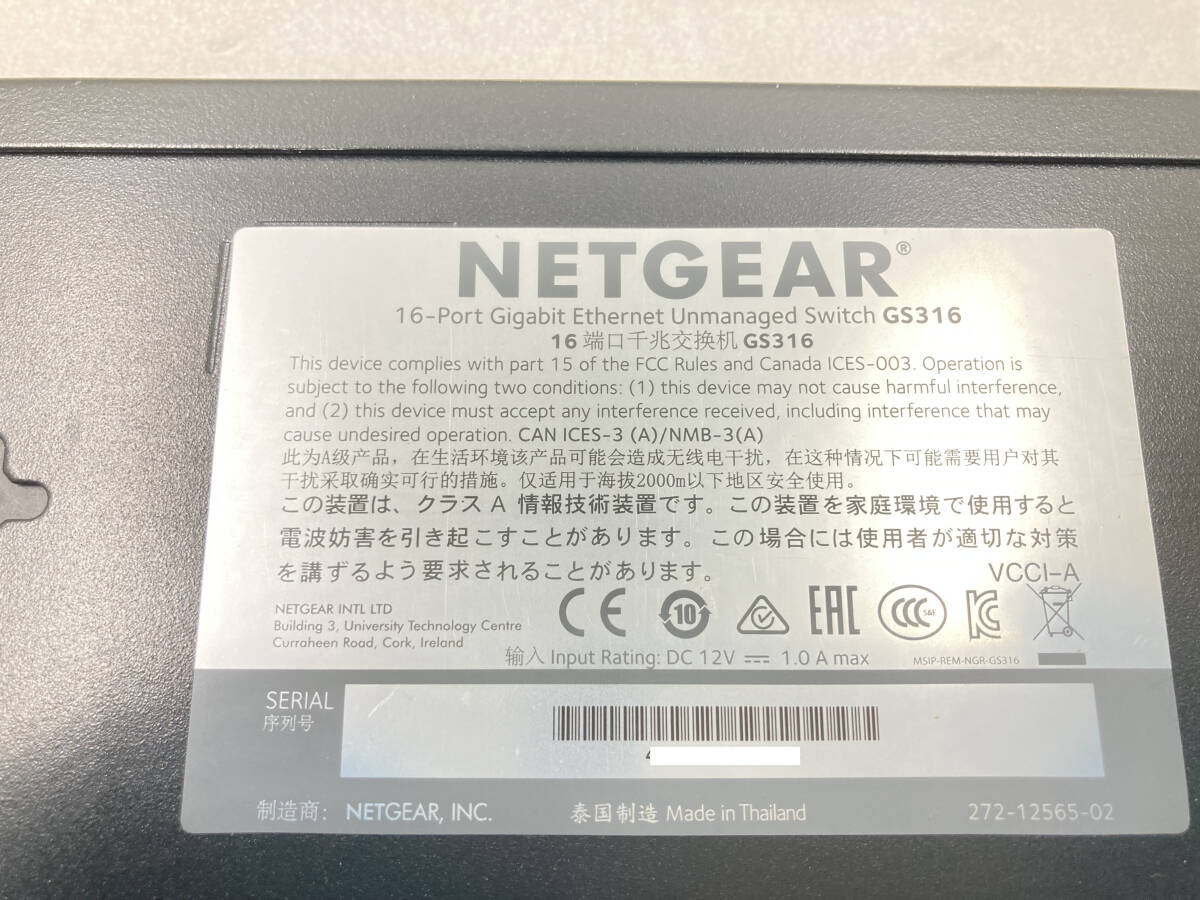 NETGEAR®
16-Port Gigabit Ethernet Unmanaged Switch GS316
16 端口千兆交换机 GS316
This device complies with part 15 of the FCC Rules and Canada ICES-003. Operation is
subject to the following two conditions: (1) this device may not cause harmful interference,
and (2) this device must accept any interference received, including interference that may
cause undesired operation. CAN ICES-3 (A)/NMB-3(A)
此为A级产品，在生活环境该产品可能会造成无线电干扰，在这种情况下可能需要用户对其
干扰采取确实可行的措施。仅适用于海拔2000m以下地区安全使用。
この装置は、クラス A 情報技術装置です。この装置を家庭環境で使用すると
電波妨害を引き起こすことがあります。この場合には使用者が適切な対策
を講ずるよう要求されることがあります。 VCCI-A
NETGEAR INTL LTD
Building 3, University Technology Centre
Curraheen Road, Cork, Ireland
CE 10 EAC CCC S&E
输入 Input Rating: DC 12V ⎓ 1.0 A max
MSIP-REM-NGR-GS316
SERIAL
序列号
制造商： NETGEAR, INC. 泰国制造 Made in Thailand 272-12565-02